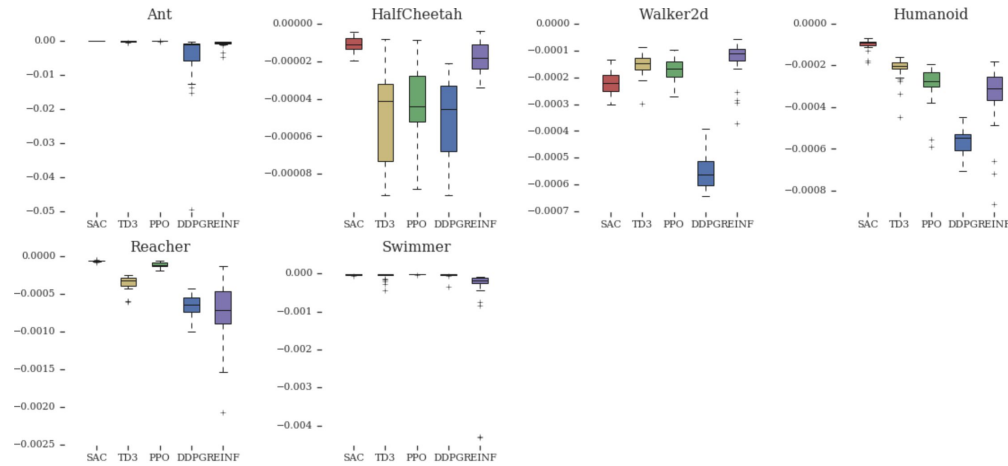 Ant
0.00
−0.01
−0.02
−0.03
−0.04
−0.05
SAC TD3 PPO DDPGREINF
HalfCheetah
0.00000
−0.00002
−0.00004
−0.00006
−0.00008
SAC TD3 PPO DDPGREINF
Walker2d
0.0000
−0.0001
−0.0002
−0.0003
−0.0004
−0.0005
−0.0006
−0.0007
SAC TD3 PPO DDPGREINF
Humanoid
0.0000
−0.0002
−0.0004
−0.0006
−0.0008
SAC TD3 PPO DDPGREINF
Reacher
0.0000
−0.0005
−0.0010
−0.0015
−0.0020
−0.0025
SAC TD3 PPO DDPGREINF
Swimmer
0.000
−0.001
−0.002
−0.003
−0.004
SAC TD3 PPO DDPGREINF